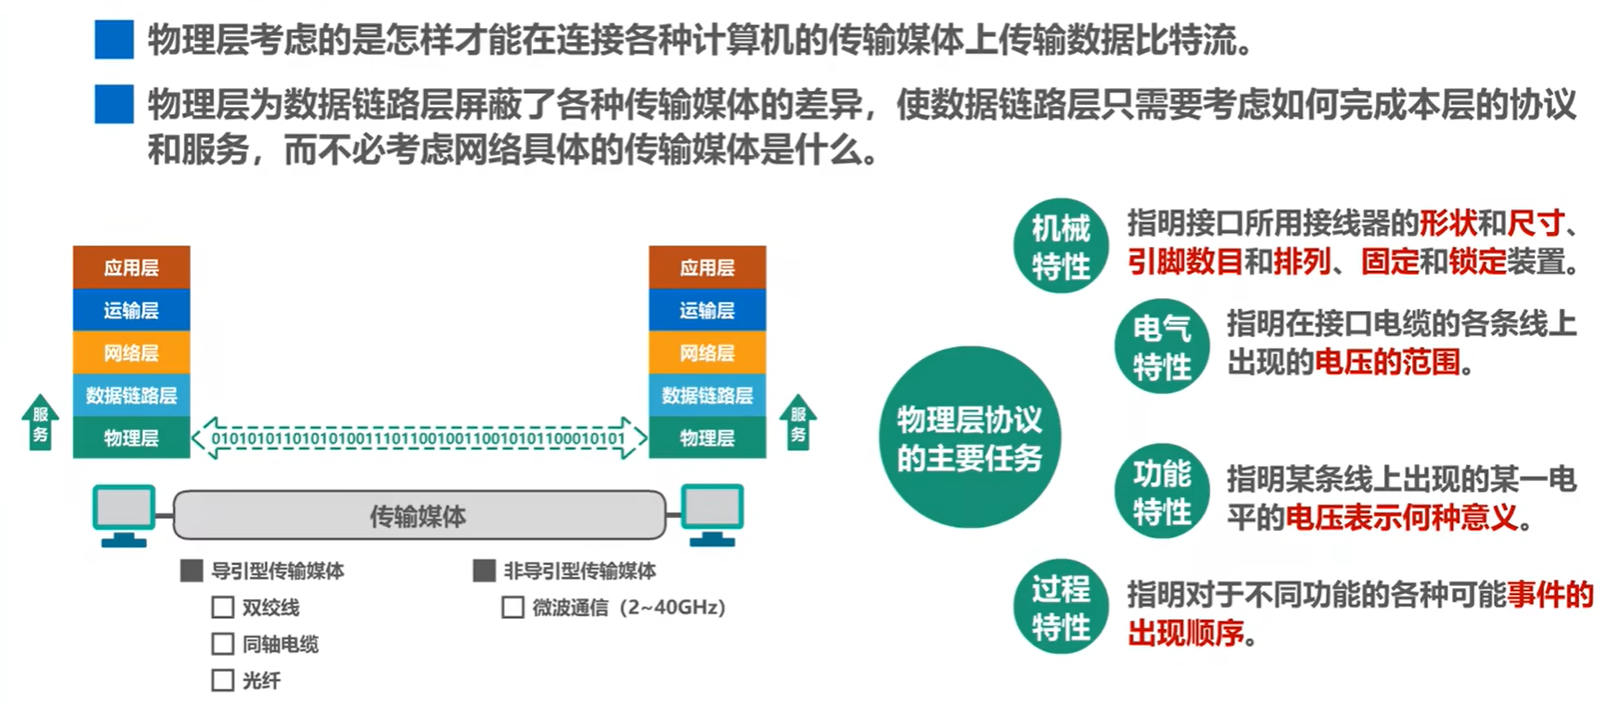 物理层考虑的是怎样才能在连接各种计算机的传输媒体上传输数据比特流。
物理层为数据链路层屏蔽了各种传输媒体的差异，使数据链路层只需要考虑如何完成本层的协议
和服务，而不必考虑网络具体的传输媒体是什么。
应用层
运输层
网络层
数据链路层
物理层
服
务
0101010110101010011101100100110010101100010101
应用层
运输层
网络层
数据链路层
物理层
服
务
传输媒体
导引型传输媒体
双绞线
同轴电缆
光纤
非导引型传输媒体
微波通信（2~40GHz）
物理层协议
的主要任务
机械
特性
指明接口所用接线器的形状和尺寸、
引脚数目和排列、固定和锁定装置。
电气
特性
指明在接口电缆的各条线上
出现的电压的范围。
功能
特性
指明某条线上出现的某一电
平的电压表示何种意义。
过程
特性
指明对于不同功能的各种可能事件的
出现顺序。